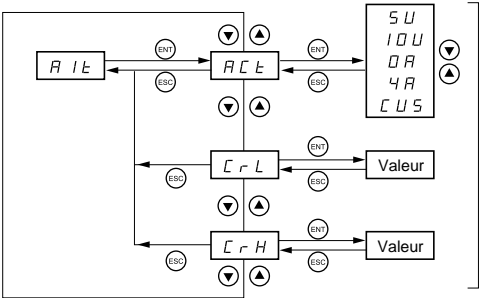 5U
10U
ENT
ENT
0A
AIt
ACt
4A
ESC
ESC
CUS
ENT
CrL
Valeur
ESC
ESC
ENT
CrH
Valeur
ESC
ESC